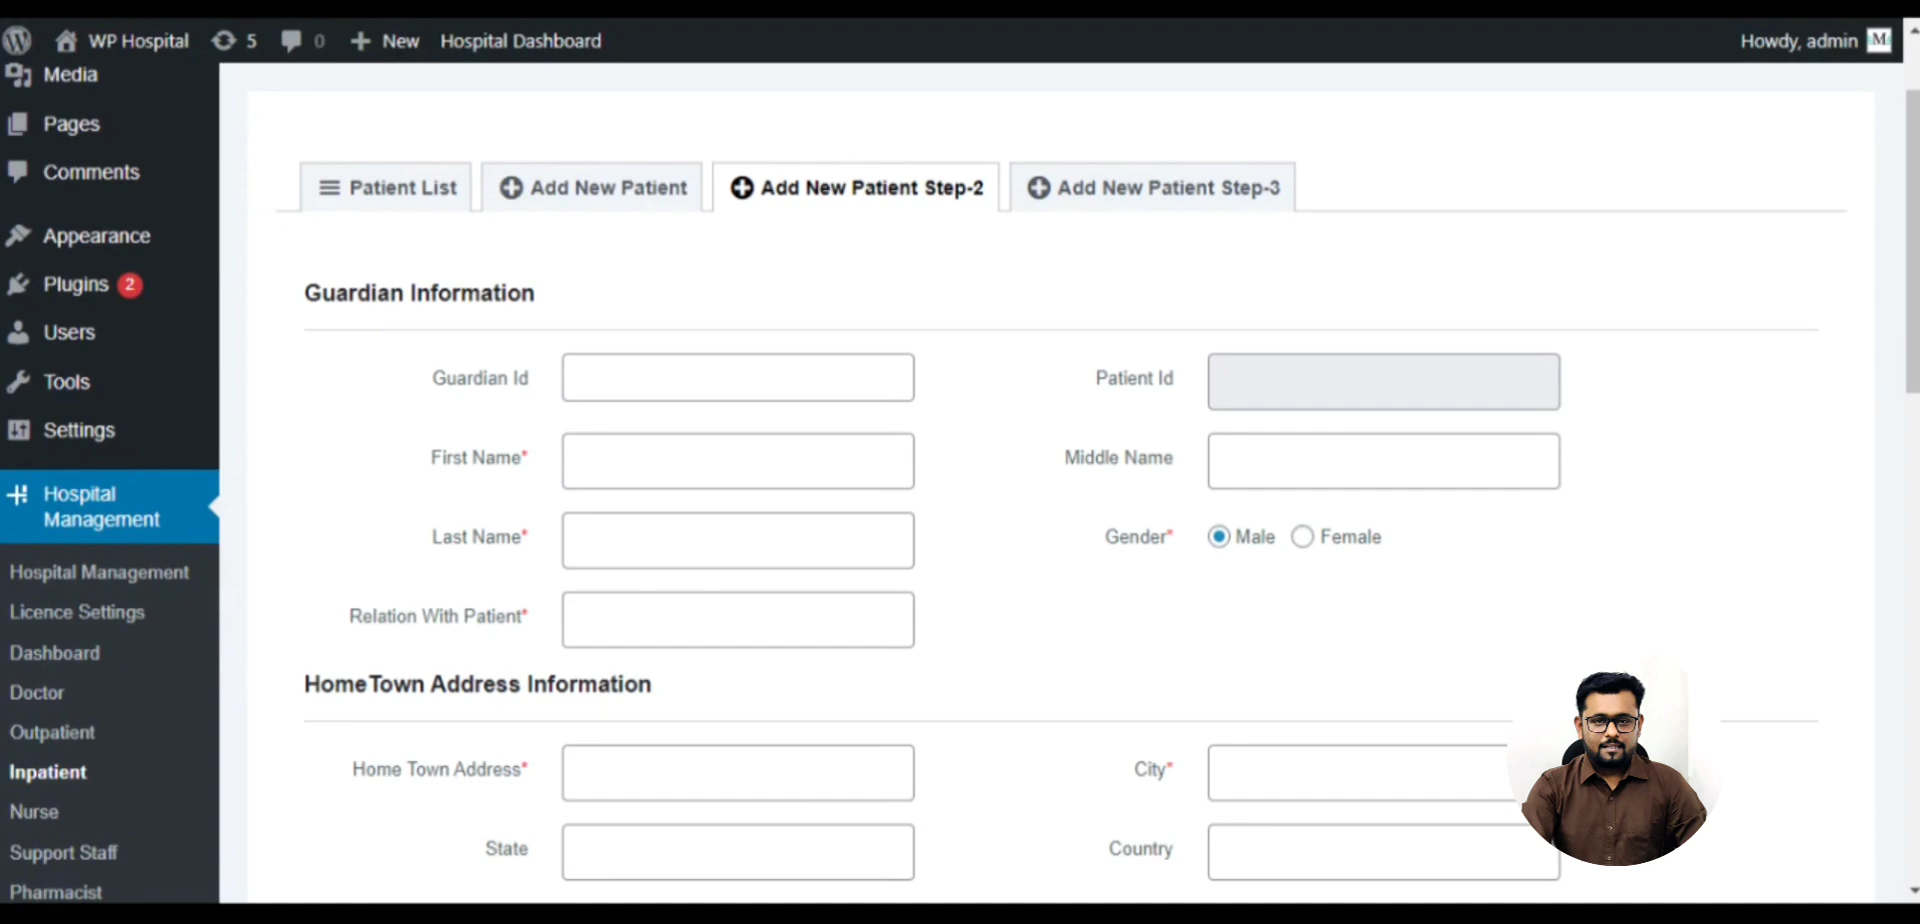 WP Hospital 5 0 New Hospital Dashboard Howdy, admin M
Media
Pages
Comments
Appearance
Plugins 2
Users
Tools
Settings
Hospital
Management
Hospital Management
Licence Settings
Dashboard
Doctor
Outpatient
Inpatient
Nurse
Support Staff
Pharmacist
Patient List Add New Patient Add New Patient Step-2 Add New Patient Step-3
Guardian Information
Guardian Id Patient Id
First Name* Middle Name
Last Name* Gender* Male Female
Relation With Patient*
HomeTown Address Information
Home Town Address* City*
State Country